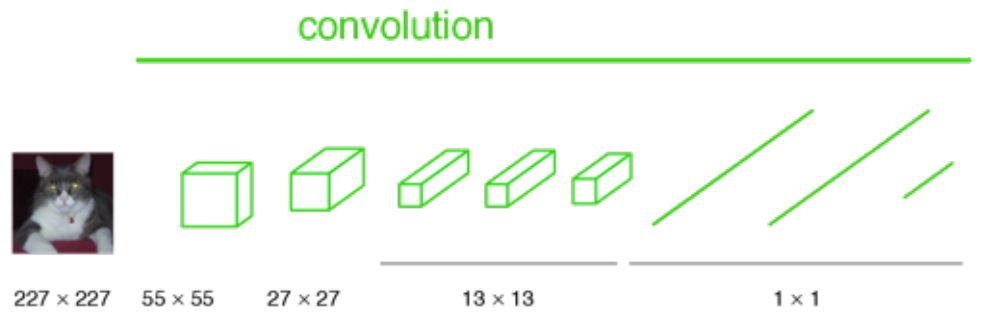 convolution
227 × 227 55 × 55 27 × 27 13 × 13 1 × 1